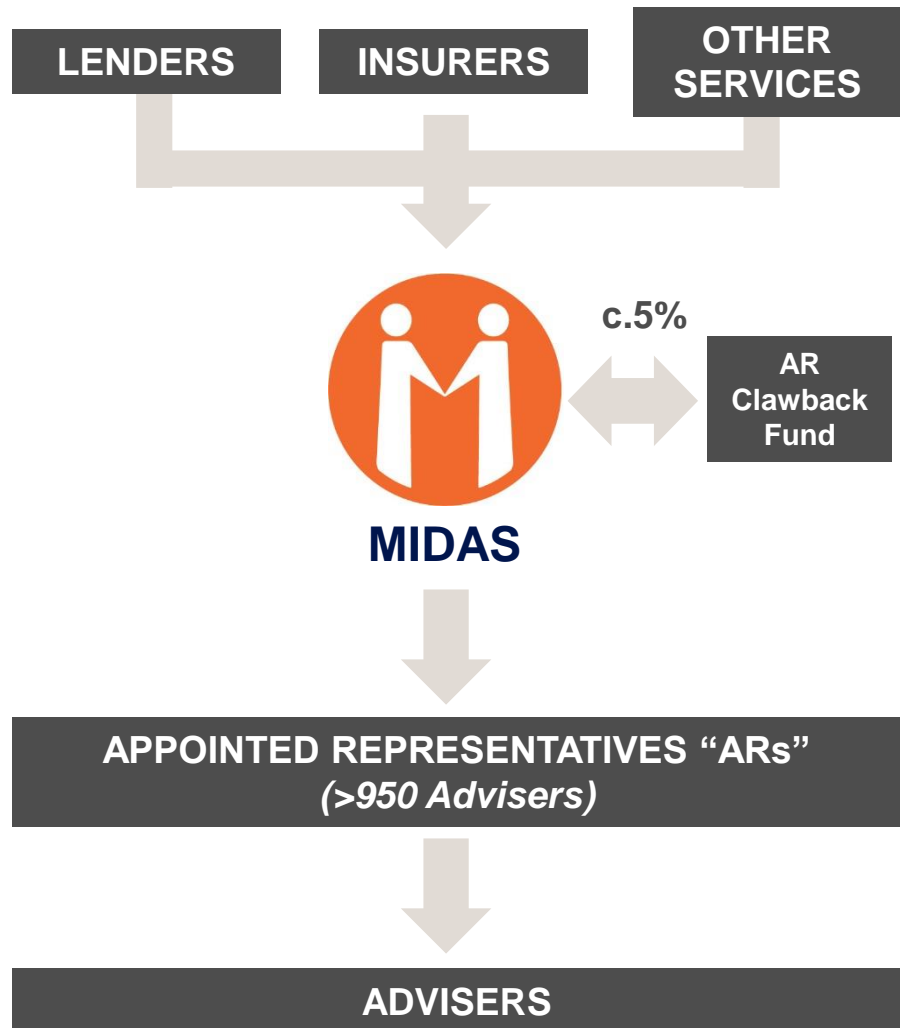 LENDERS
INSURERS
OTHER
SERVICES
c.5%
AR
Clawback
Fund
MIDAS
APPOINTED REPRESENTATIVES “ARs”
(>950 Advisers)
ADVISERS